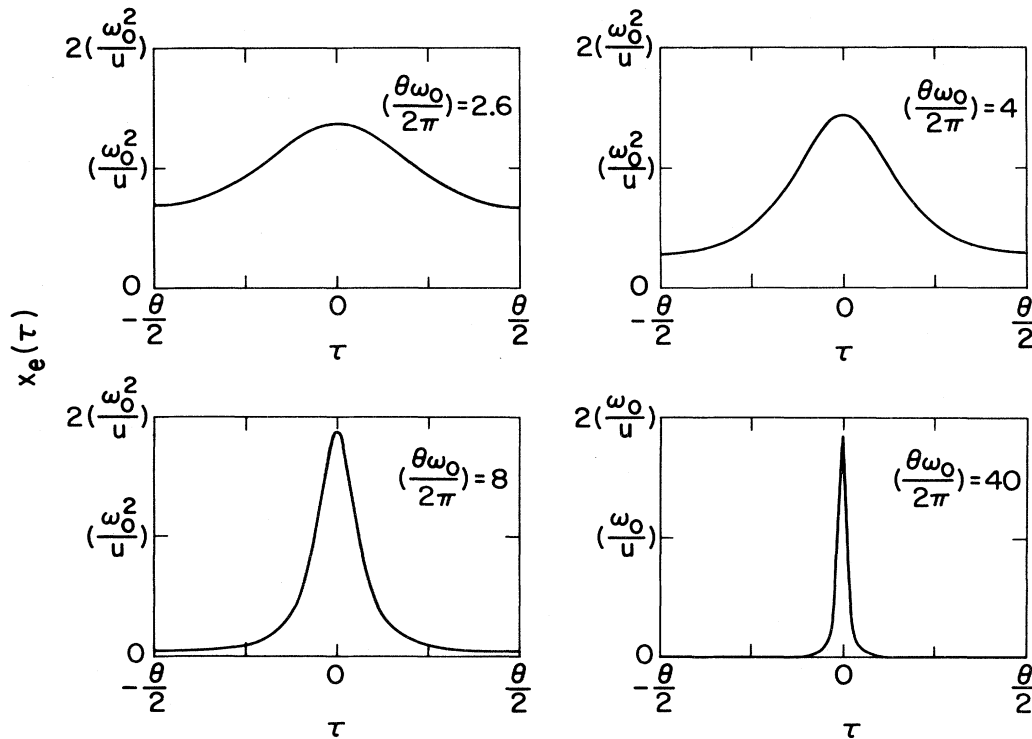 x_e(τ)
2(ω₀²/u)
(ω₀²/u)
0
(θω₀/2π)=2.6
-θ/2 0 θ/2
τ
2(ω₀²/u)
(ω₀²/u)
0
(θω₀/2π)=4
-θ/2 0 θ/2
τ
2(ω₀²/u)
(ω₀²/u)
0
(θω₀/2π)=8
-θ/2 0 θ/2
τ
2(ω₀/u)
(ω₀/u)
0
(θω₀/2π)=40
-θ/2 0 θ/2
τ